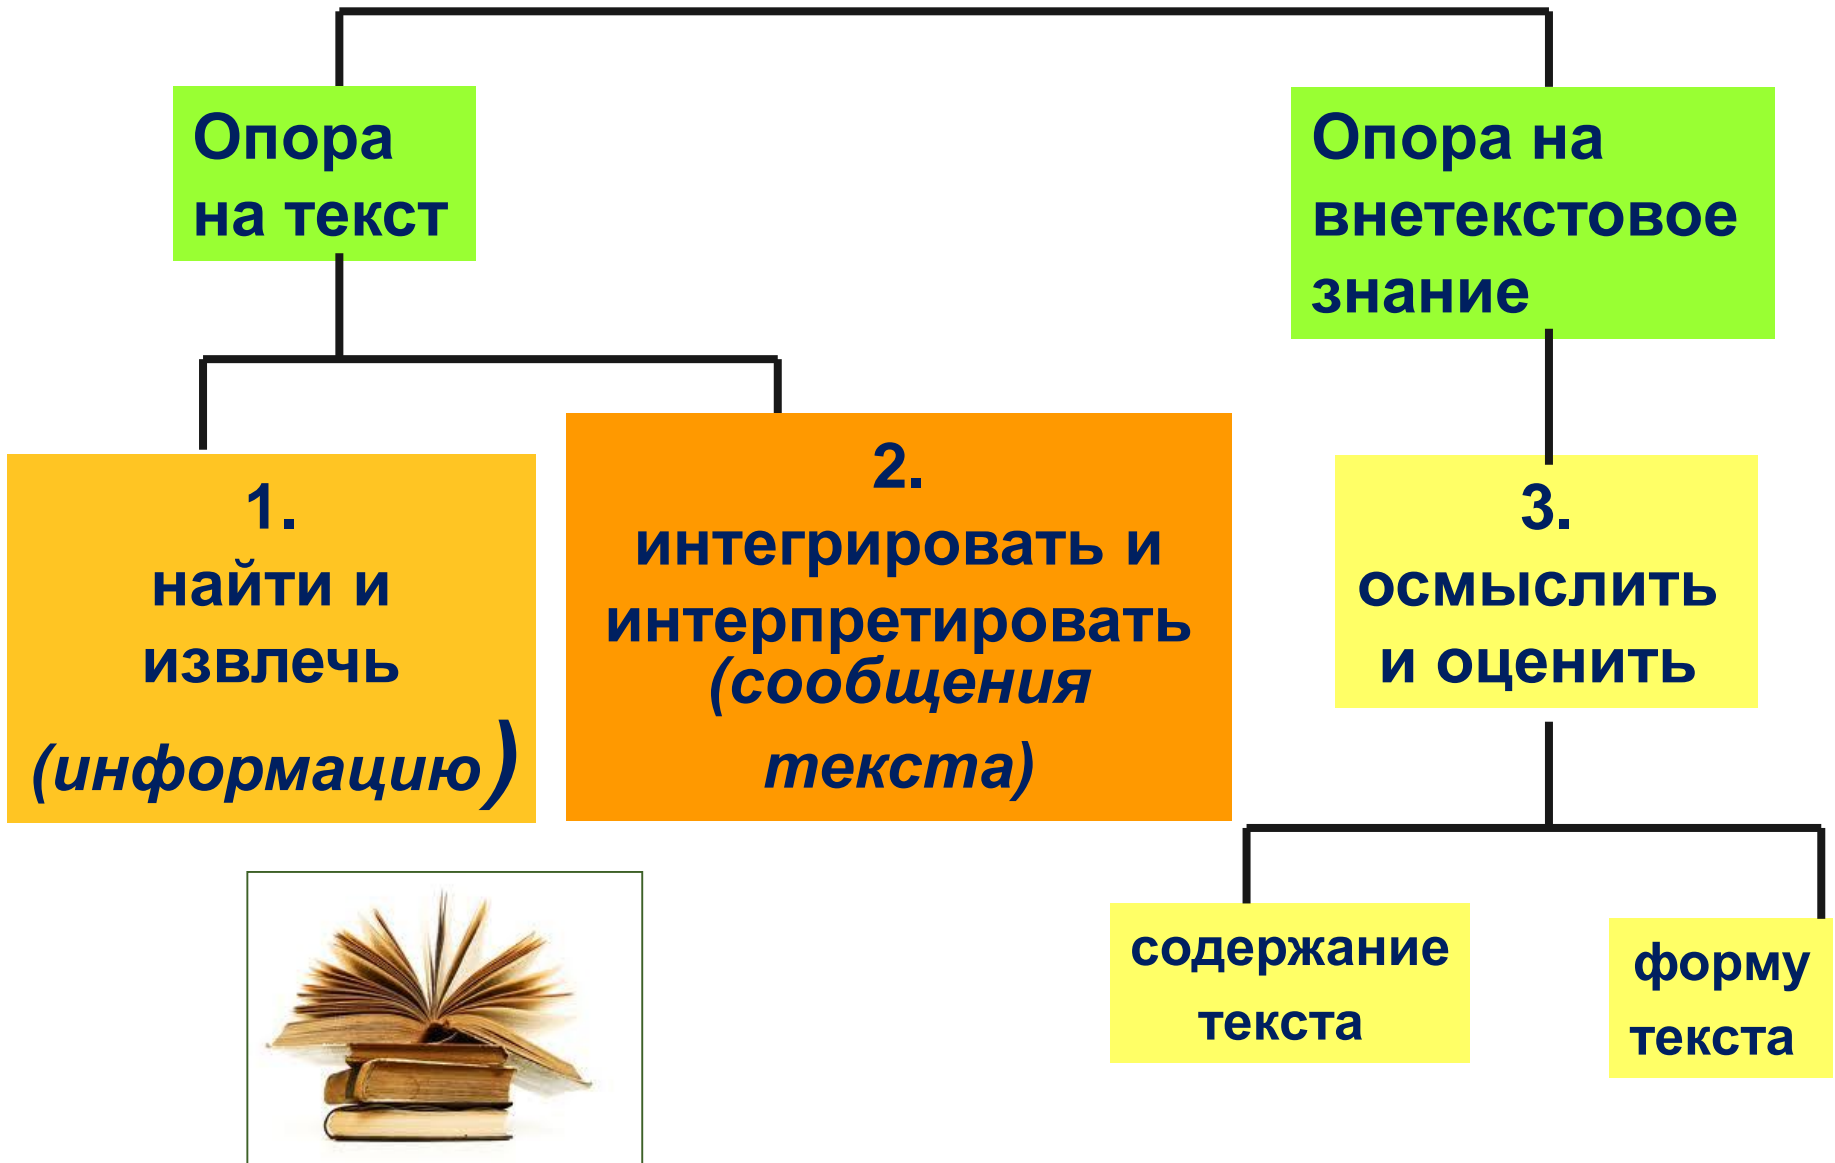 Опора
на текст
Опора на
внетекстовое
знание
1.
найти и
извлечь
(информацию)
2.
интегрировать и
интерпретировать
(сообщения
текста)
3.
осмыслить
и оценить
содержание
текста
форму
текста